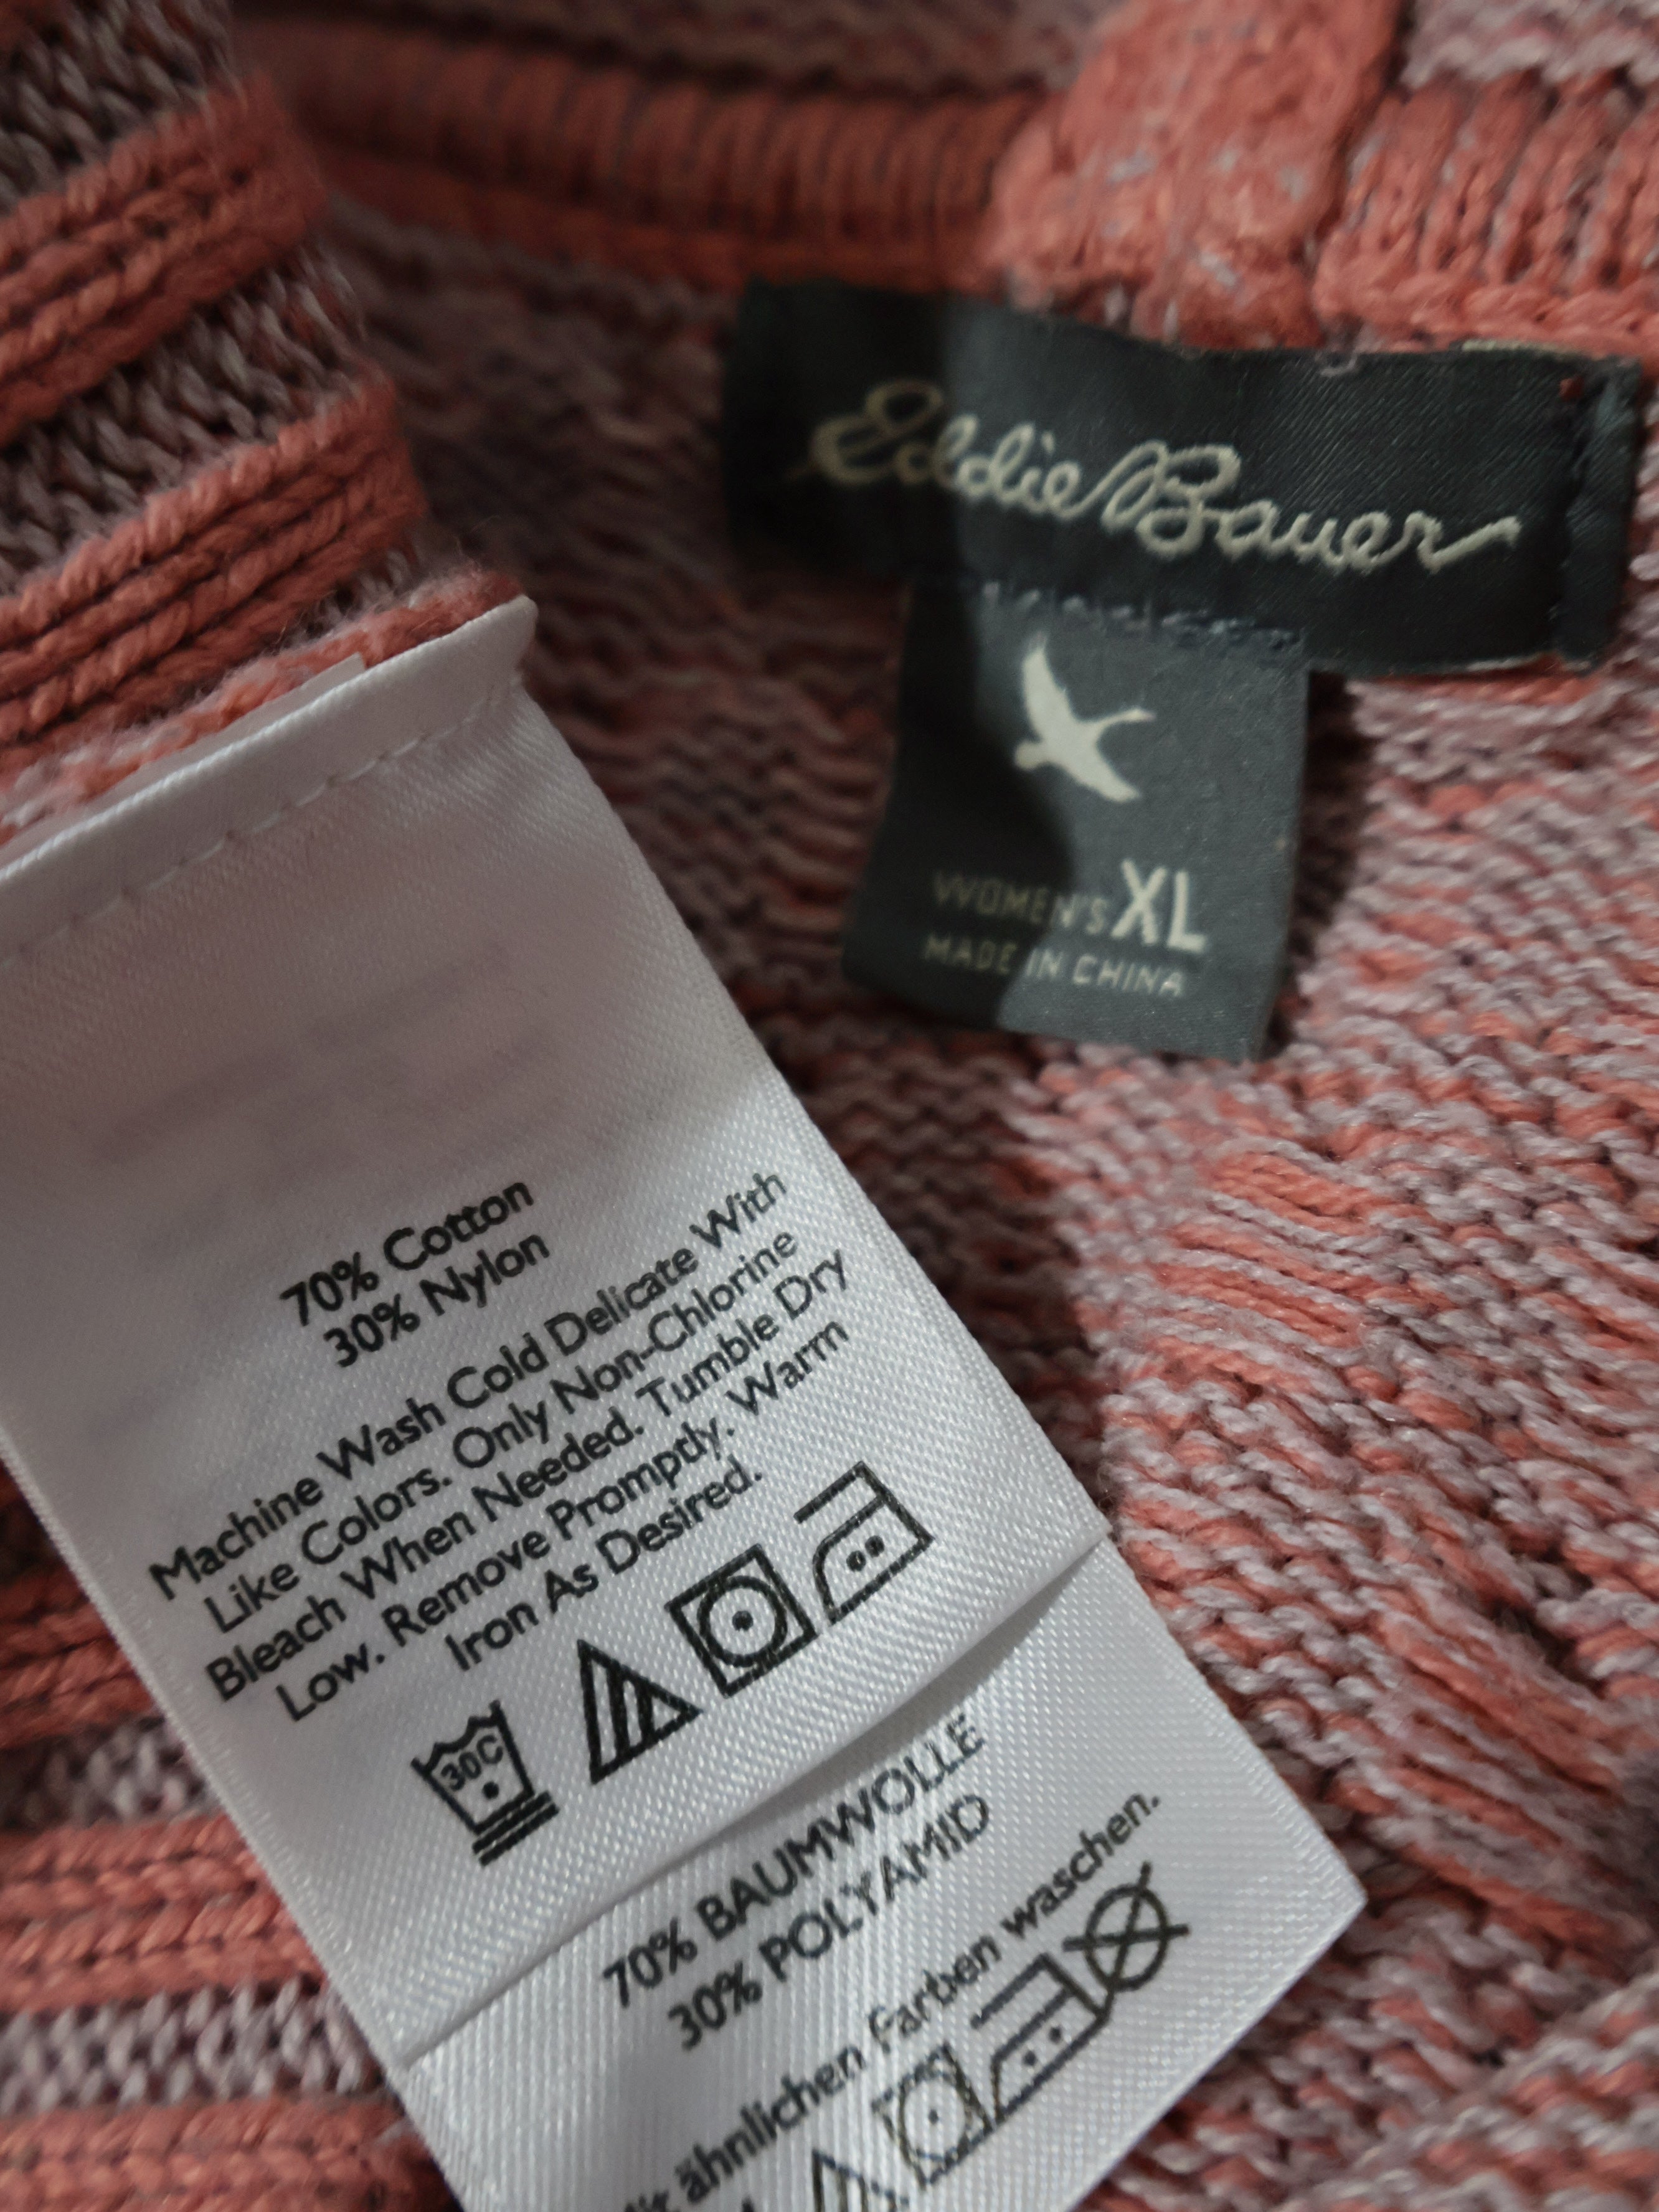 Eddie Bauer
WOMEN'S XL
MADE IN CHINA
70% Cotton
30% Nylon
Machine Wash Cold Delicate With
Like Colors. Only Non-Chlorine
Bleach When Needed. Tumble Dry
Low. Remove Promptly. Warm
Iron As Desired.
30C
70% BAUMWOLLE
30% POLYAMID
ähnlichen Farben waschen.